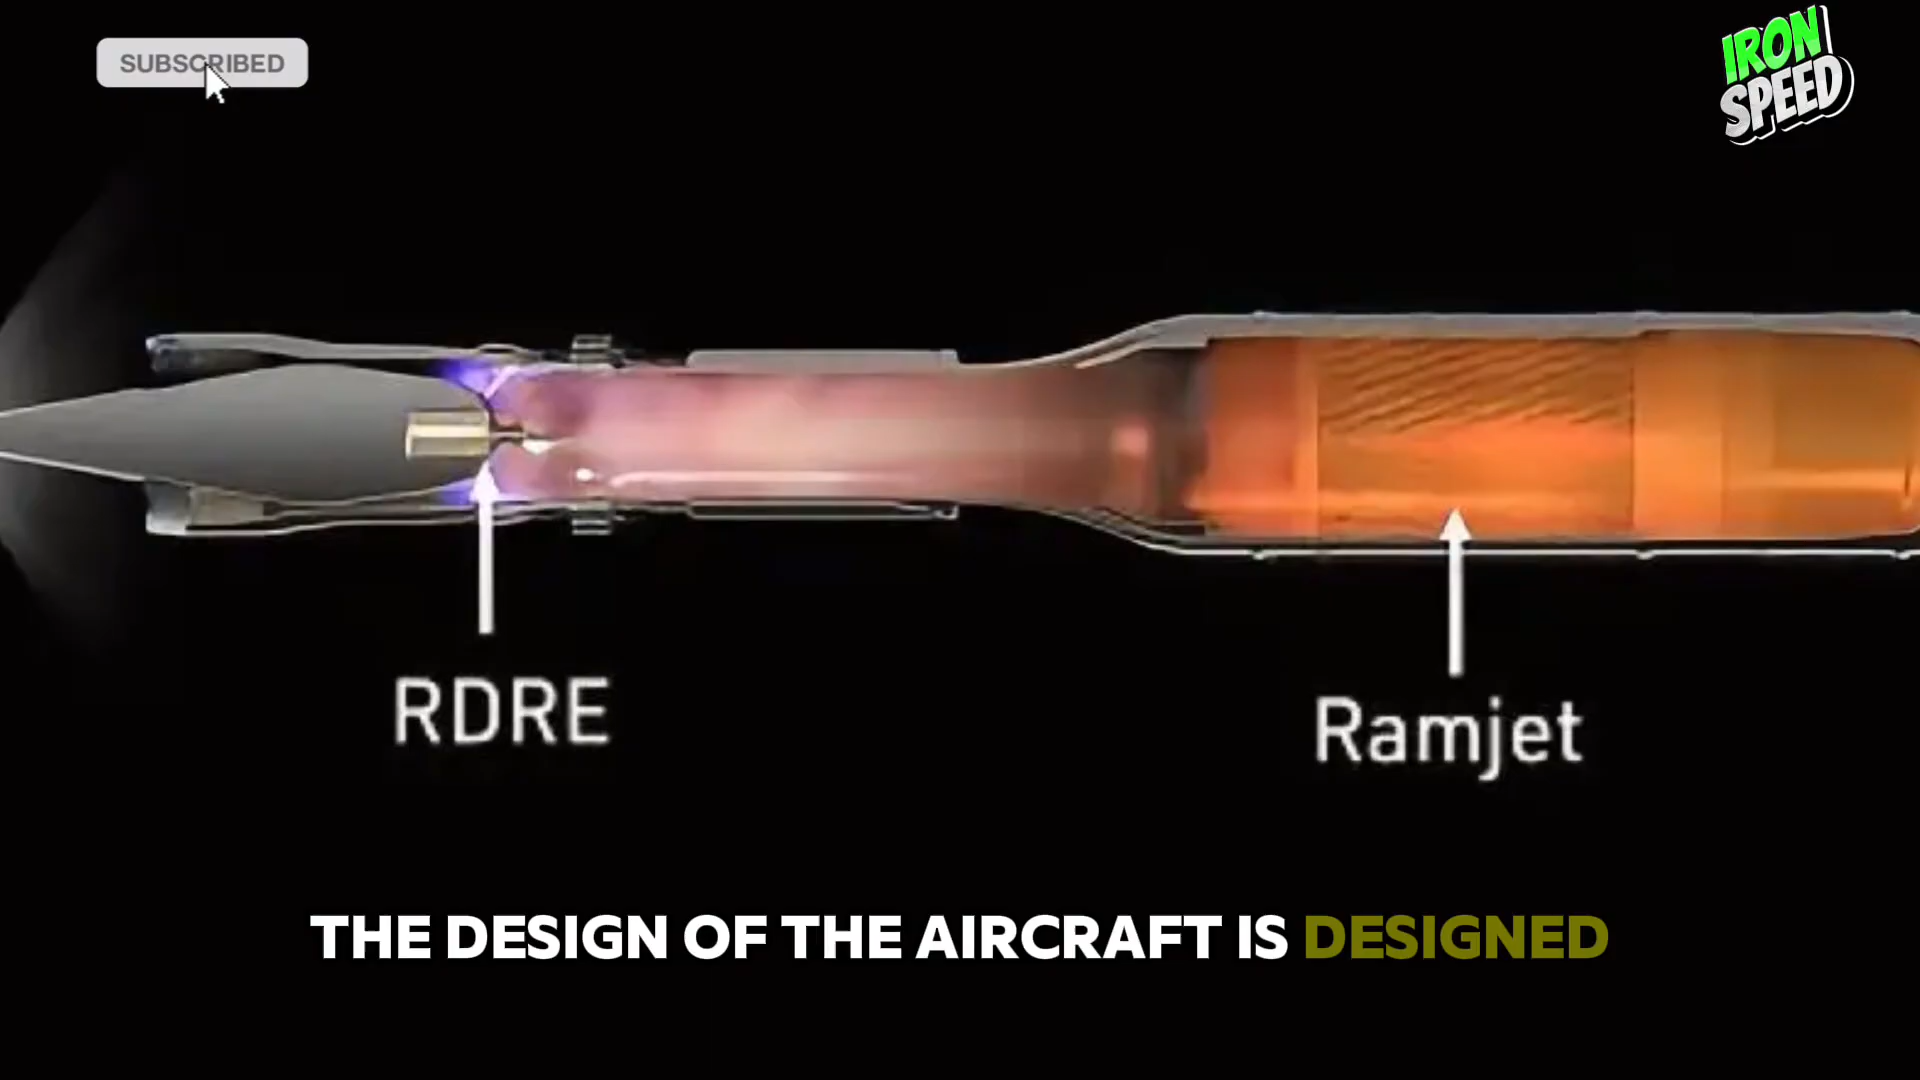 SUBSCRIBED
IRON
SPEED
RDRE
Ramjet
THE DESIGN OF THE AIRCRAFT IS DESIGNED